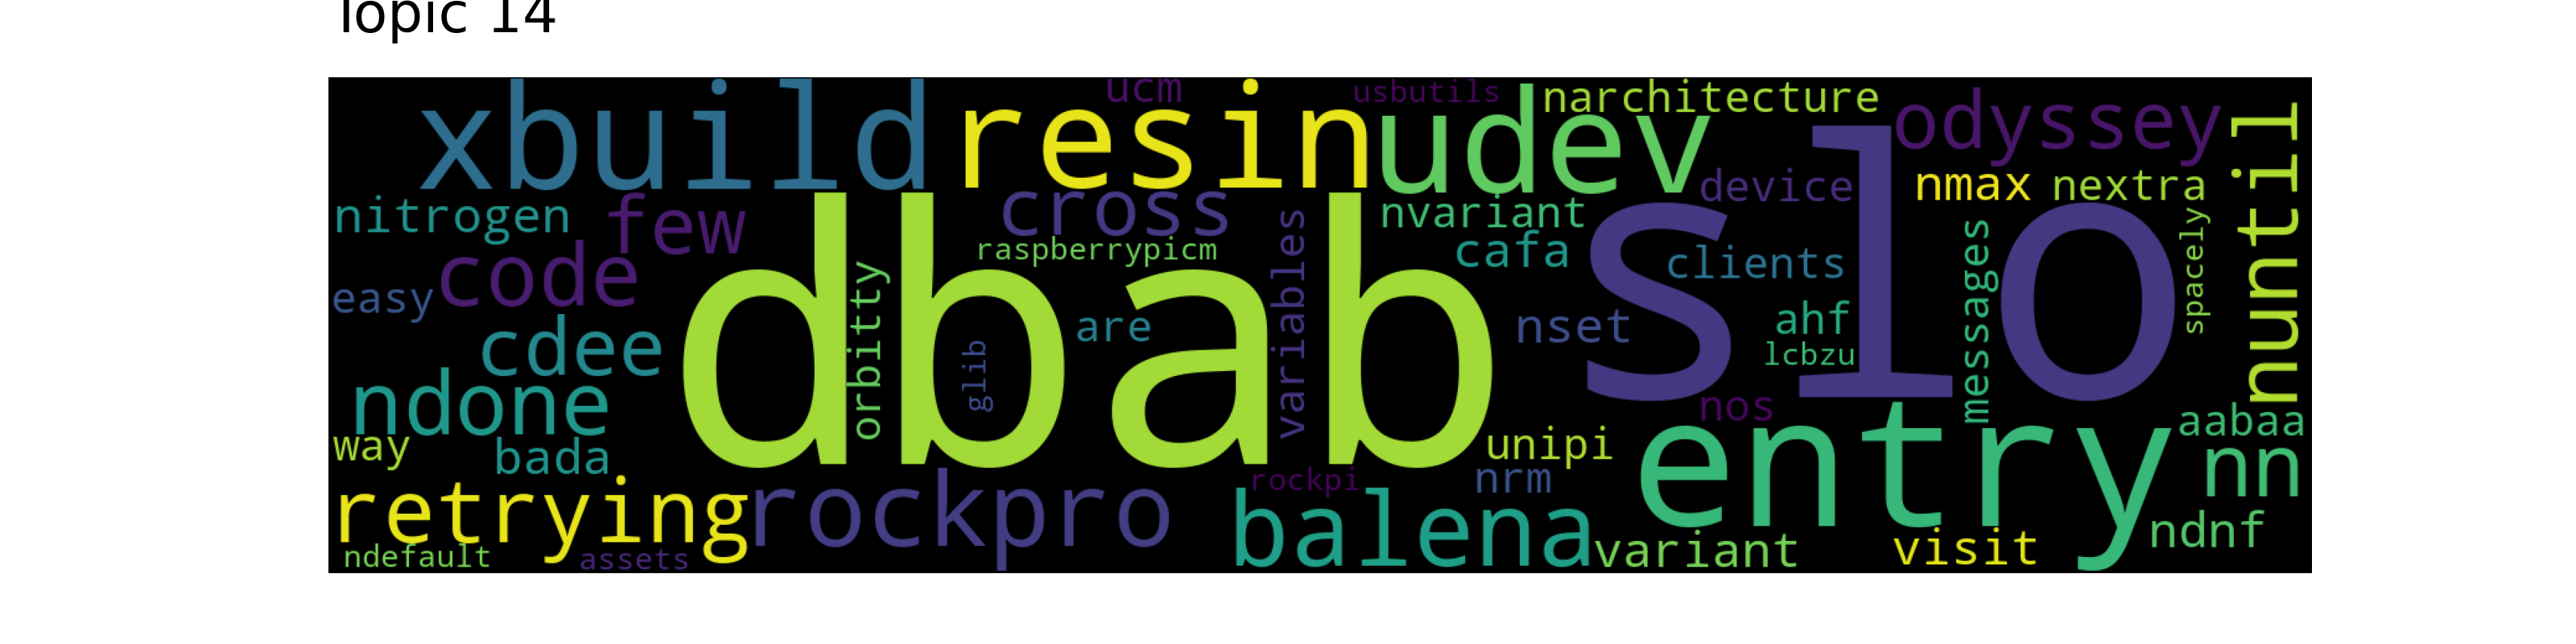 Topic 14
xbuild resin udev ucm usbutils narchitecture odyssey
nitrogen few cross nvariant device nmax nextra nuntil
code raspberrypicm cafa clients messages spacely
easy dbab slo orbitty variables
cdee glib are nset ahf
lcbzu
ndone nos aabaa
way bada unipi entry nn
retrying rockpro rockpi nrm
balena variant visit ndnf
ndefault assets